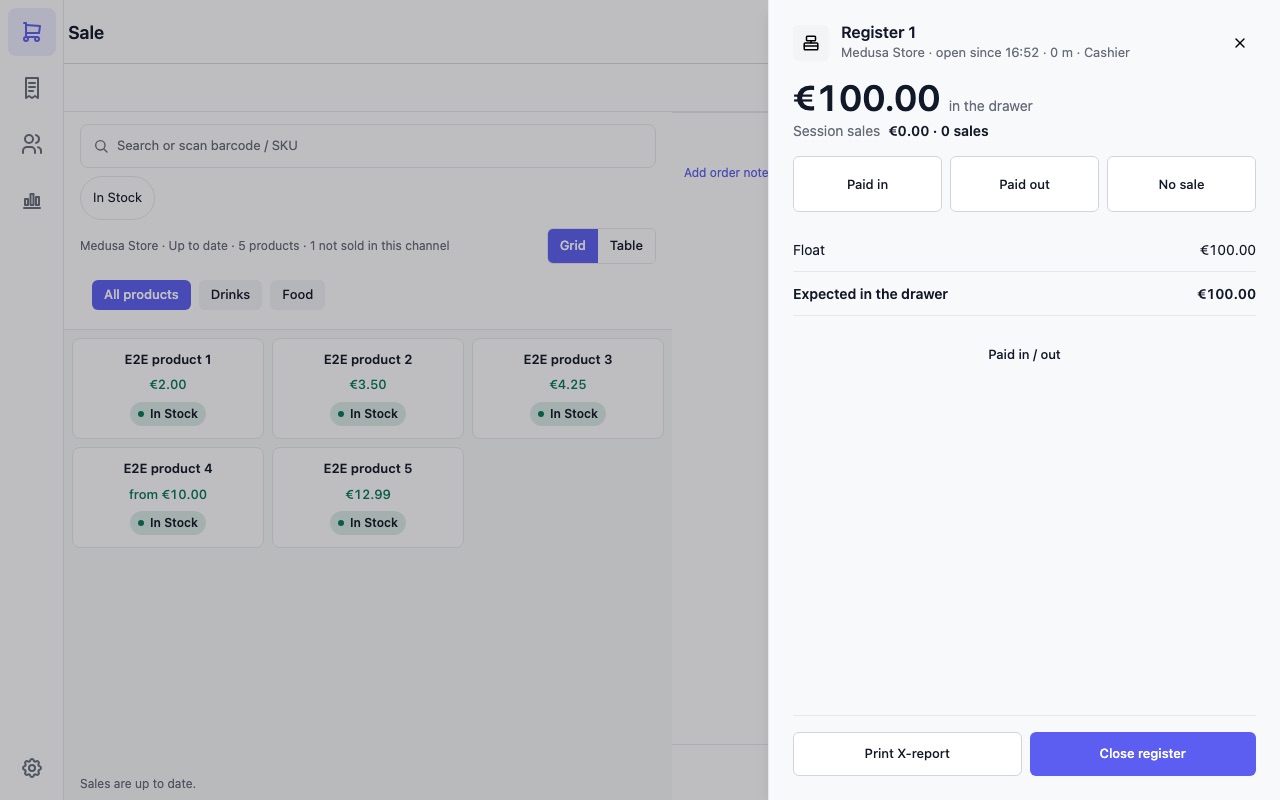 Sale
Search or scan barcode / SKU
In Stock
Medusa Store · Up to date · 5 products · 1 not sold in this channel
Grid
Table
All products
Drinks
Food
E2E product 1
€2.00
In Stock
E2E product 2
€3.50
In Stock
E2E product 3
€4.25
In Stock
E2E product 4
from €10.00
In Stock
E2E product 5
€12.99
In Stock
Sales are up to date.
Add order note
Register 1
Medusa Store · open since 16:52 · 0 m · Cashier
€100.00 in the drawer
Session sales €0.00 · 0 sales
Paid in
Paid out
No sale
Float €100.00
Expected in the drawer €100.00
Paid in / out
Print X-report
Close register